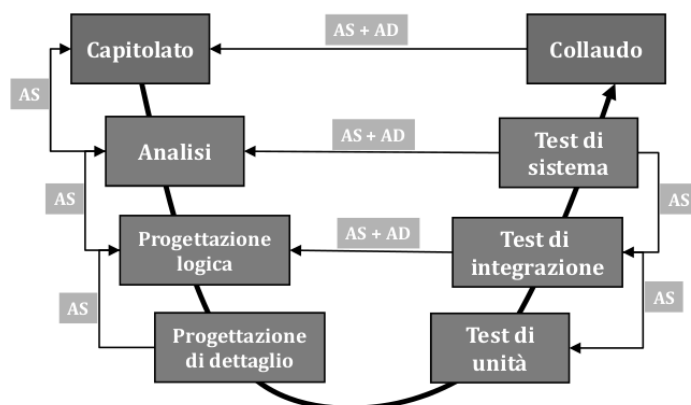 Capitolato
AS + AD
Collaudo
AS
Analisi
AS + AD
Test di
sistema
AS
AS
Progettazione
logica
AS + AD
Test di
integrazione
AS
AS
Progettazione
di dettaglio
Test di
unità